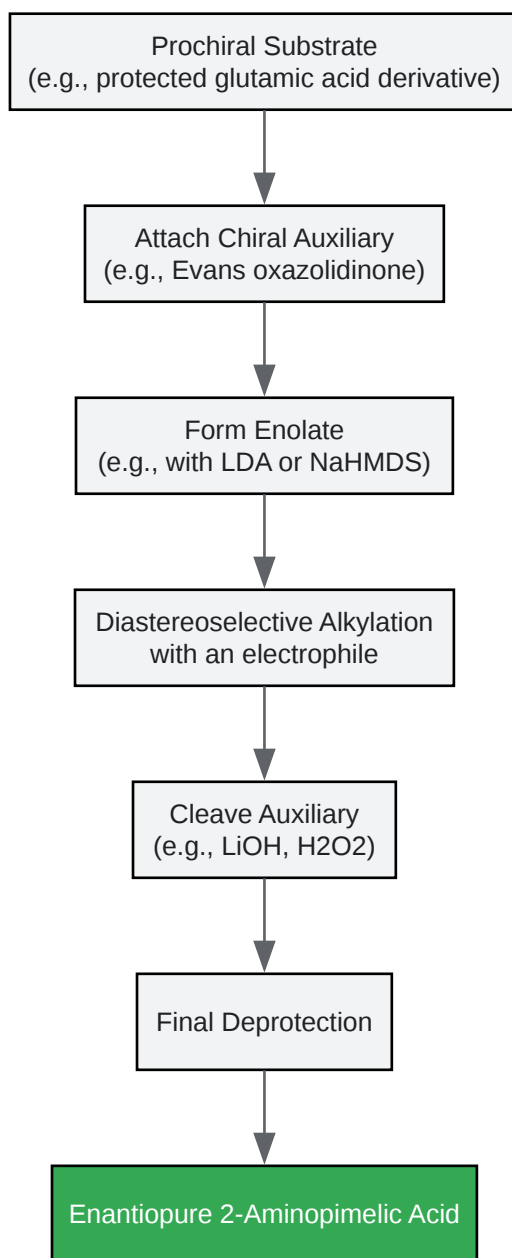 Prochiral Substrate
(e.g., protected glutamic acid derivative)
Attach Chiral Auxiliary
(e.g., Evans oxazolidinone)
Form Enolate
(e.g., with LDA or NaHMDS)
Diastereoselective Alkylation
with an electrophile
Cleave Auxiliary
(e.g., LiOH, H2O2)
Final Deprotection
Enantiopure 2-Aminopimelic Acid